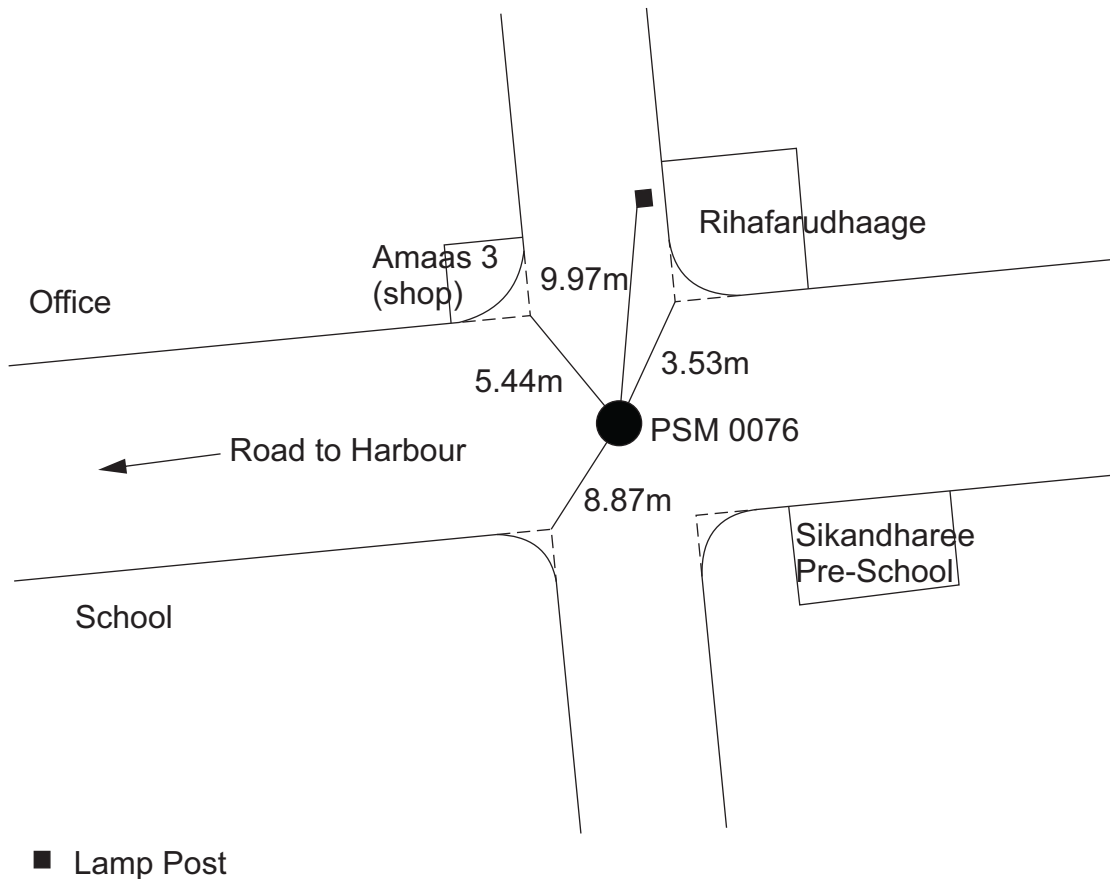 Rihafarudhaage
Amaas 3
(shop)
9.97m
Office
3.53m
5.44m
PSM 0076
Road to Harbour
8.87m
Sikandharee
Pre-School
School
Lamp Post